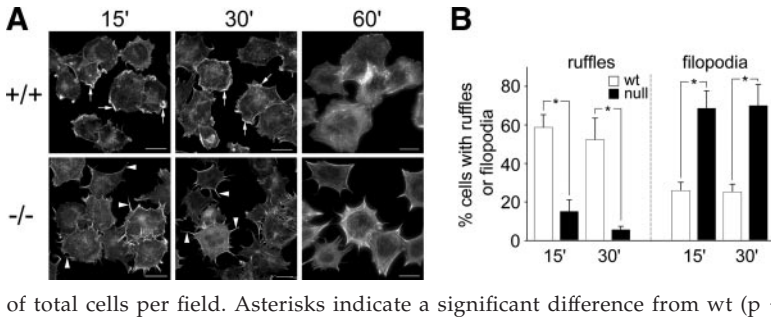 A
15'
30'
60'
+/+
-/-
B
ruffles
filopodia
wt
null
*
*
*
*
% cells with ruffles
or filopodia
80
60
40
20
0
15'
30'
15'
30'
of total cells per field. Asterisks indicate a significant difference from wt (p